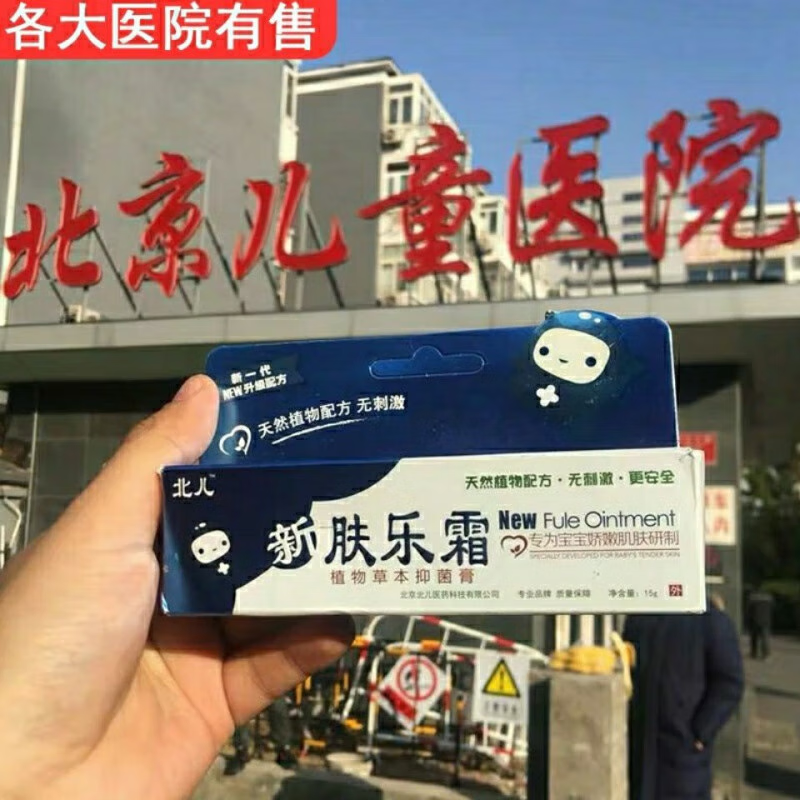 各大医院有售
北京儿童医院
新一代
NEW升级配方
天然植物配方 无刺激
北儿™
天然植物配方·无刺激·更安全
新肤乐霜
New Fule Ointment
专为宝宝娇嫩肌肤研制
SPECIALLY DEVELOPED FOR BABY'S TENDER SKIN
植物草本抑菌膏
北京北儿医药科技有限公司 专业品牌 质量保障 净含量：15g 外